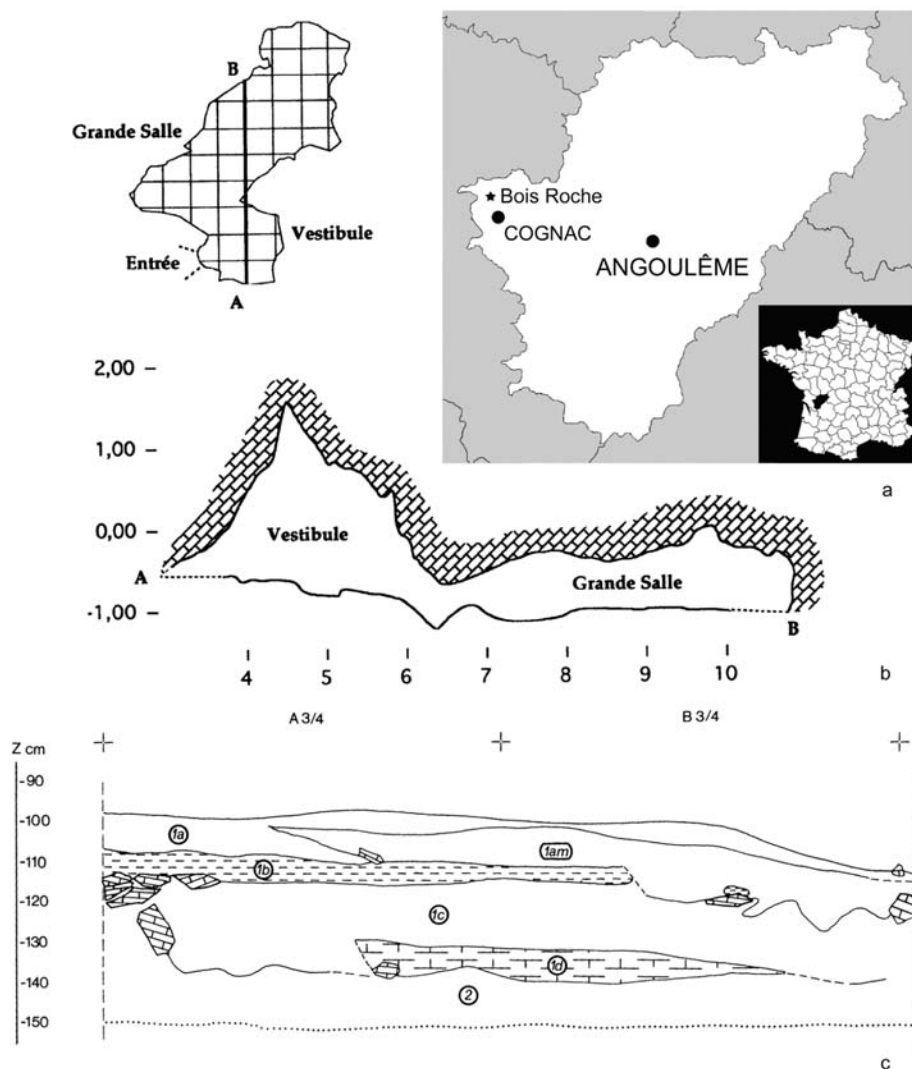 B
Grande Salle
Vestibule
Entrée
A
Bois Roche
COGNAC
ANGOULÊME
a
2,00
1,00
0,00
-1,00
Vestibule
A
Grande Salle
B
4 5 6 7 8 9 10
b
A 3/4 B 3/4
Z cm
-90
-100
-110
-120
-130
-140
-150
1a
1am
1b
1c
1d
2
c